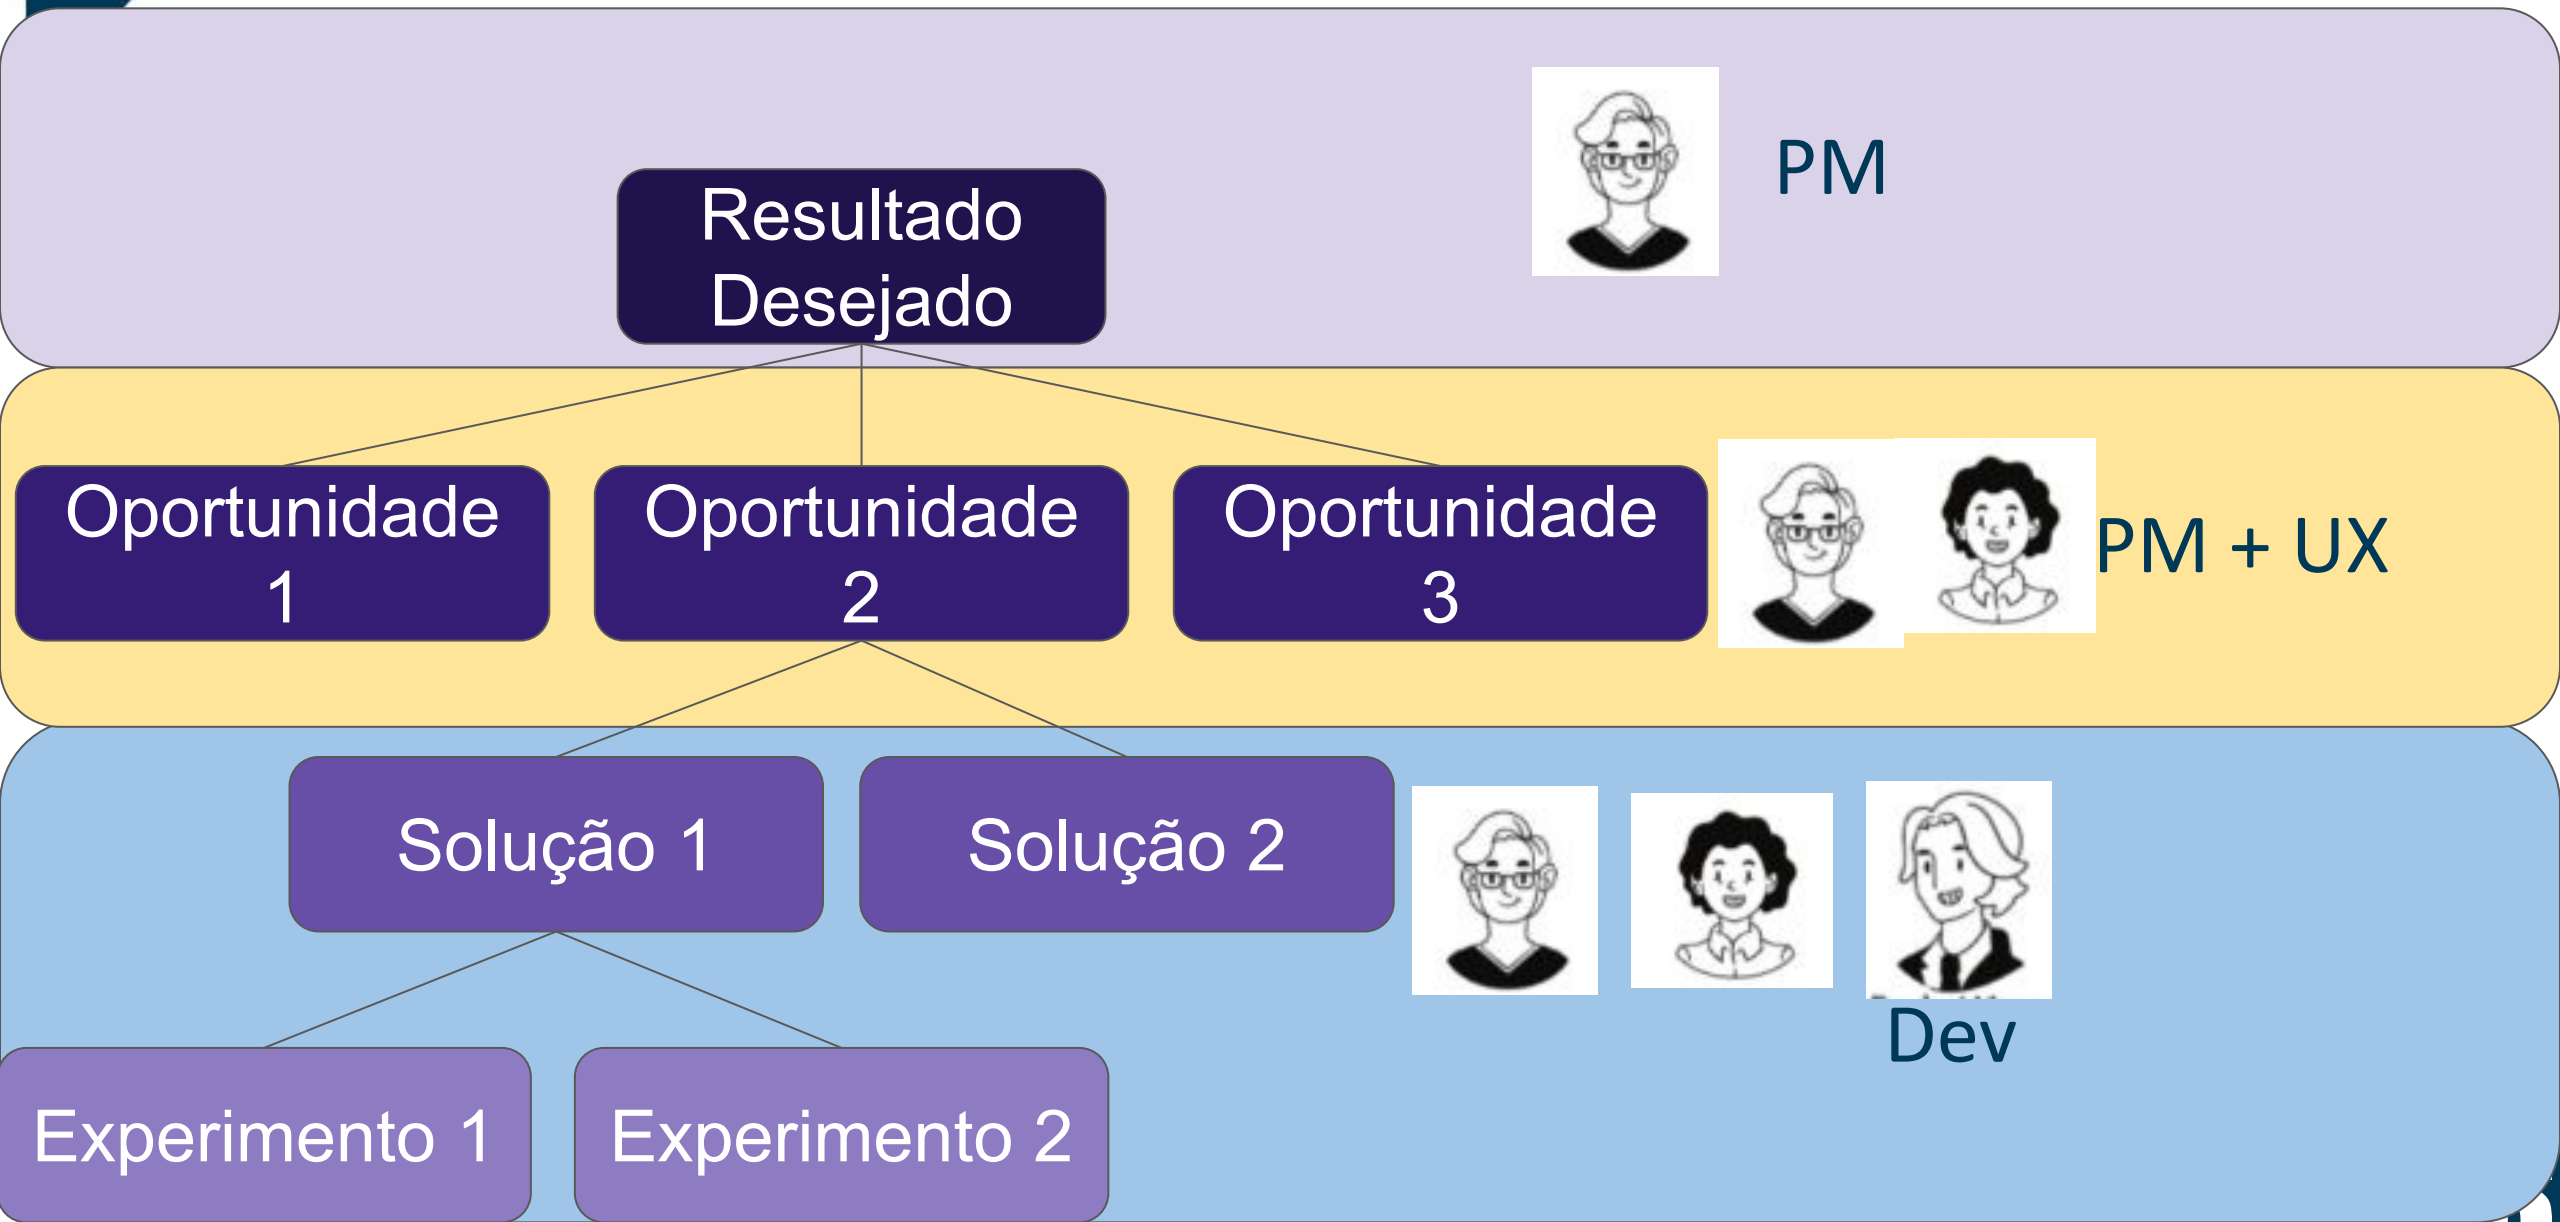 PM
Resultado
Desejado
Oportunidade
1
Oportunidade
2
Oportunidade
3
PM + UX
Solução 1
Solução 2
Dev
Experimento 1
Experimento 2